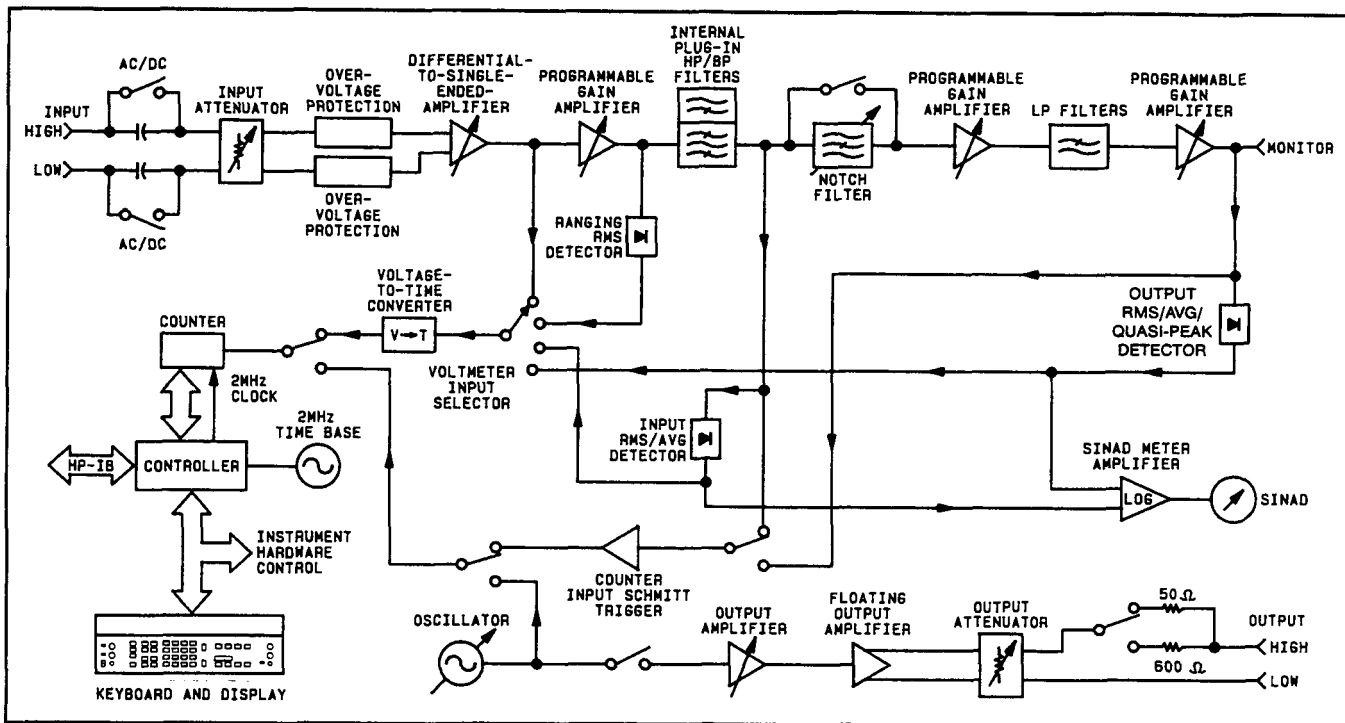 AC/DC
INPUT
HIGH
LOW
AC/DC
INPUT
ATTENUATOR
OVER-
VOLTAGE
PROTECTION
OVER-
VOLTAGE
PROTECTION
DIFFERENTIAL-
TO-SINGLE-
ENDED-
AMPLIFIER
PROGRAMMABLE
GAIN
AMPLIFIER
INTERNAL
PLUG-IN
HP/BP
FILTERS
NOTCH
FILTER
PROGRAMMABLE
GAIN
AMPLIFIER
LP FILTERS
PROGRAMMABLE
GAIN
AMPLIFIER
MONITOR
RANGING
RMS
DETECTOR
VOLTAGE-
TO-TIME
CONVERTER
V→T
COUNTER
2MHz
CLOCK
2MHz
TIME BASE
HP-IB
CONTROLLER
INSTRUMENT
HARDWARE
CONTROL
KEYBOARD AND DISPLAY
VOLTMETER
INPUT
SELECTOR
INPUT
RMS/AVG
DETECTOR
OUTPUT
RMS/AVG/
QUASI-PEAK
DETECTOR
SINAD METER
AMPLIFIER
LOG
SINAD
COUNTER
INPUT SCHMITT
TRIGGER
OSCILLATOR
OUTPUT
AMPLIFIER
FLOATING
OUTPUT
AMPLIFIER
OUTPUT
ATTENUATOR
50 Ω
600 Ω
OUTPUT
HIGH
LOW